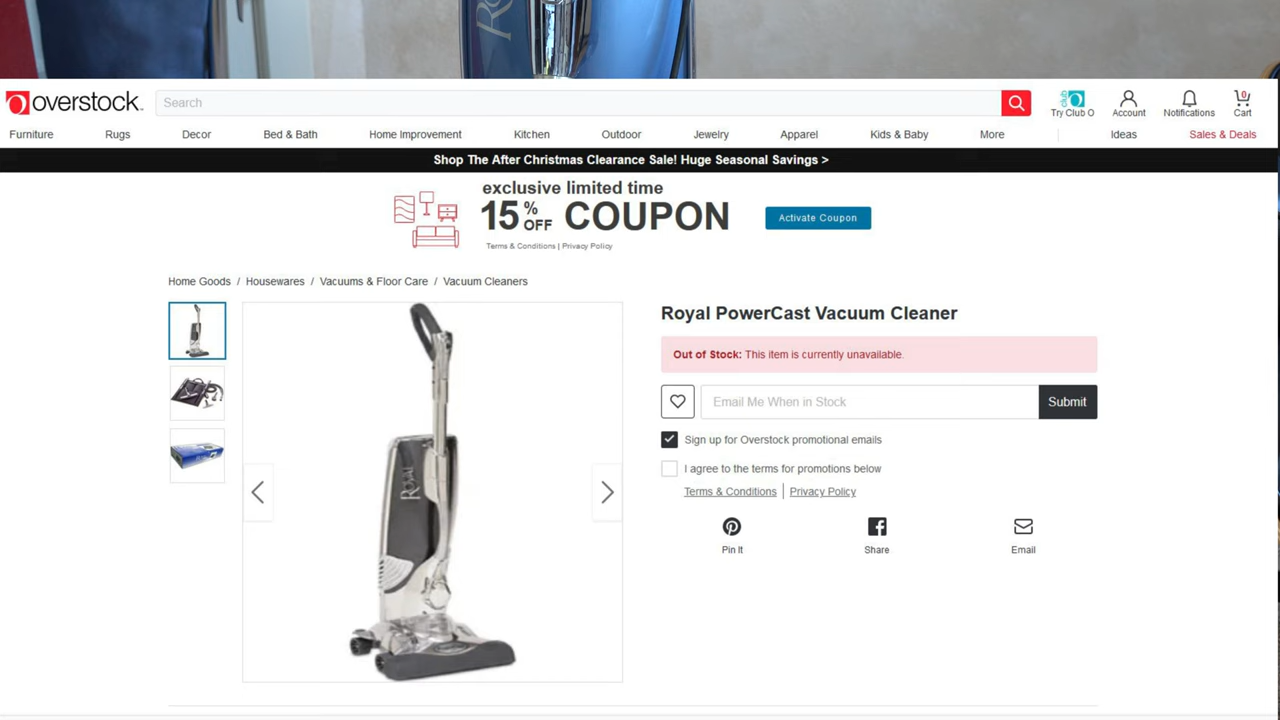 ROYAL
overstock™
Search
Try Club O
Account
Notifications
0
Cart
Furniture
Rugs
Decor
Bed & Bath
Home Improvement
Kitchen
Outdoor
Jewelry
Apparel
Kids & Baby
More
Ideas
Sales & Deals
Shop The After Christmas Clearance Sale! Huge Seasonal Savings >
exclusive limited time
15% OFF COUPON
Activate Coupon
Terms & Conditions | Privacy Policy
Home Goods / Housewares / Vacuums & Floor Care / Vacuum Cleaners
Royal PowerCast Vacuum Cleaner
Out of Stock: This item is currently unavailable.
Email Me When in Stock
Submit
Sign up for Overstock promotional emails
I agree to the terms for promotions below
Terms & Conditions
Privacy Policy
Pin It
Share
Email
ROYAL